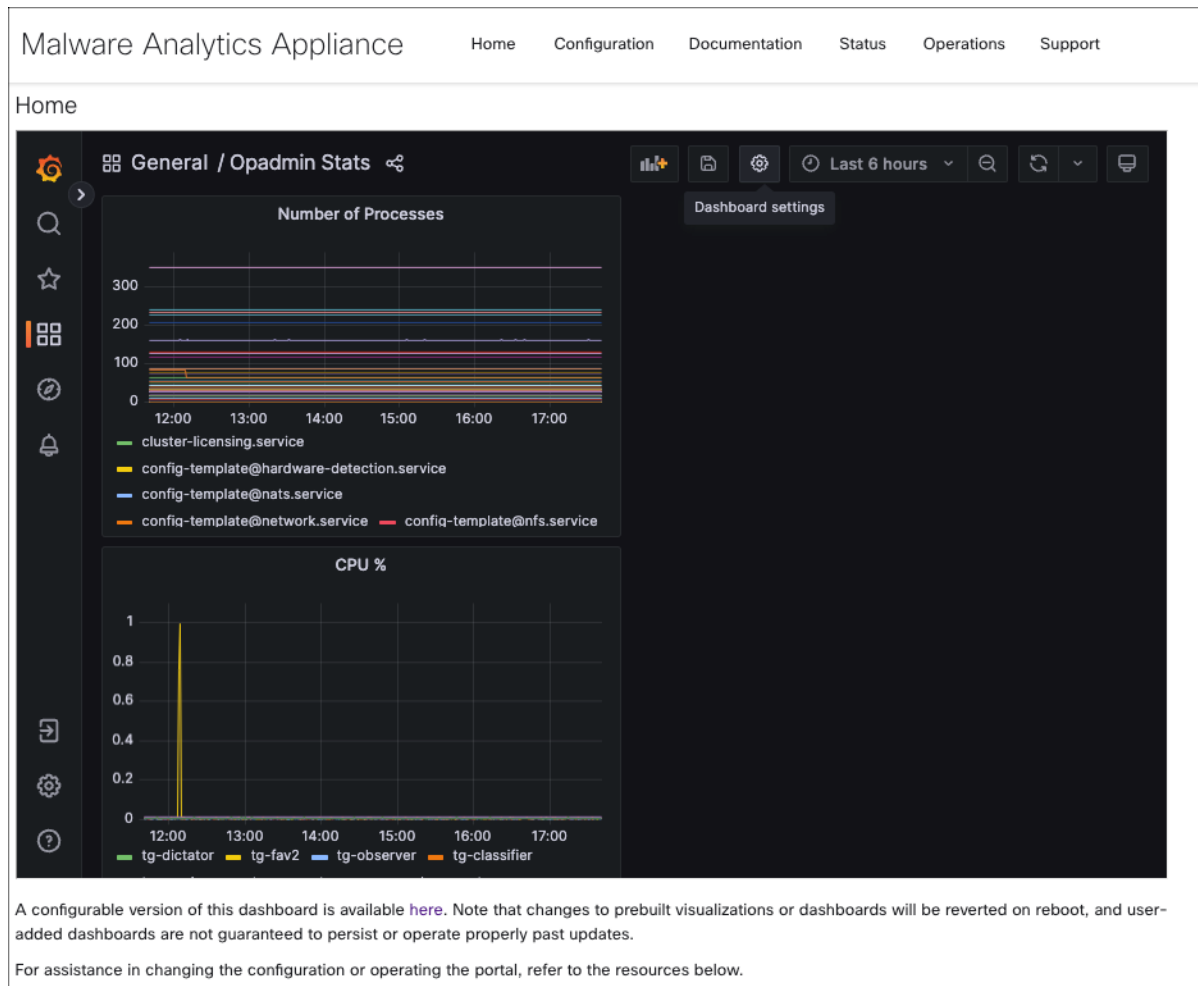 Malware Analytics Appliance Home Configuration Documentation Status Operations Support
Home
General / Opadmin Stats Last 6 hours
Dashboard settings
Number of Processes
300
200
100
0
12:00 13:00 14:00 15:00 16:00 17:00
cluster-licensing.service
config-template@hardware-detection.service
config-template@nats.service
config-template@network.service config-template@nfs.service
CPU %
1
0.8
0.6
0.4
0.2
0
12:00 13:00 14:00 15:00 16:00 17:00
tg-dictator tg-fav2 tg-observer tg-classifier
A configurable version of this dashboard is available here. Note that changes to prebuilt visualizations or dashboards will be reverted on reboot, and user-
added dashboards are not guaranteed to persist or operate properly past updates.
For assistance in changing the configuration or operating the portal, refer to the resources below.